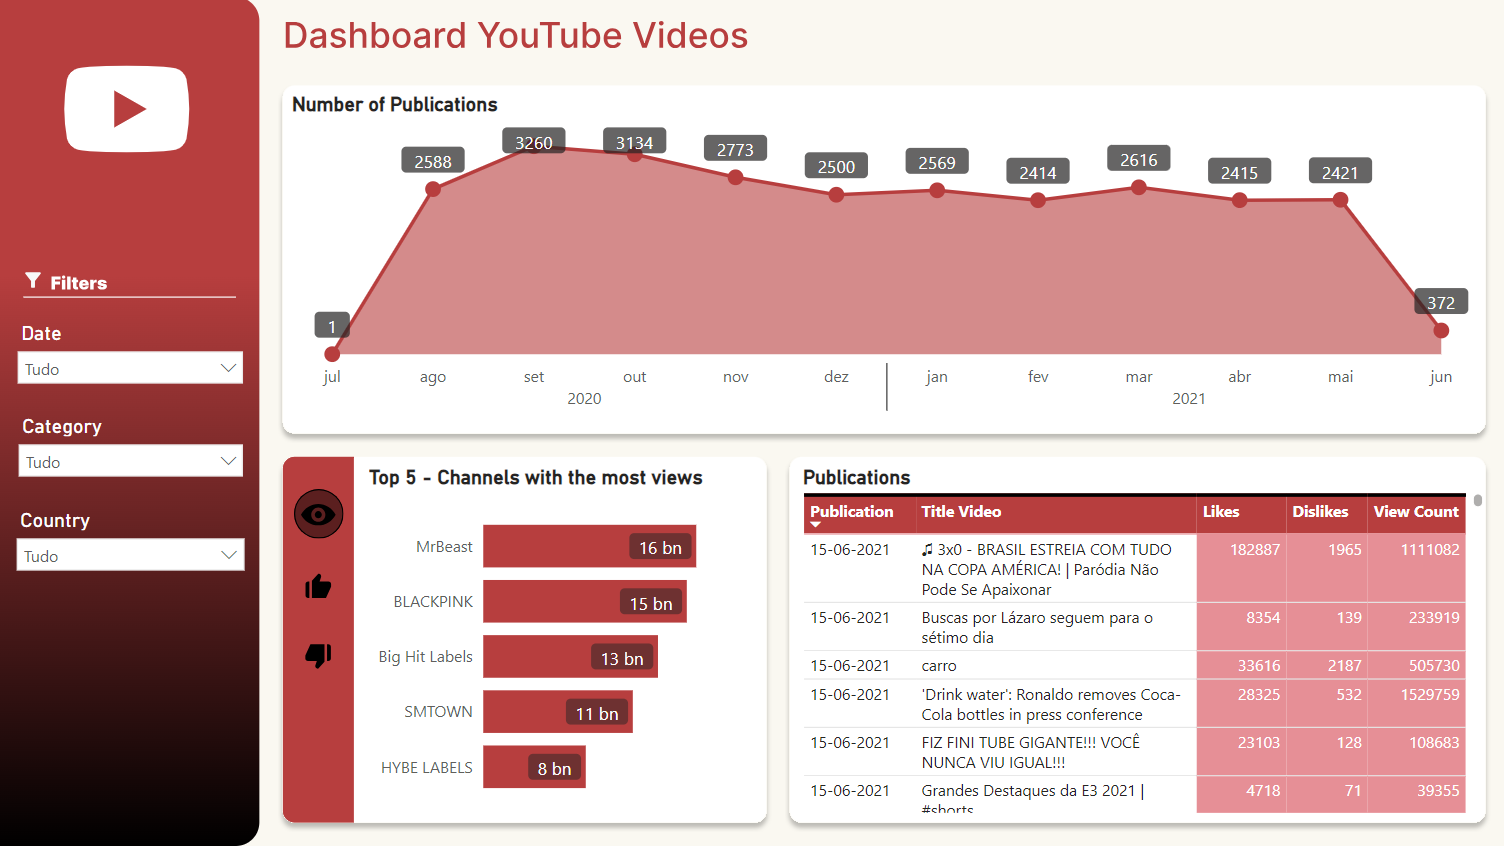 Dashboard YouTube Videos
Filters
Date
Tudo
Category
Tudo
Country
Tudo
Number of Publications
1
2588
3260
3134
2773
2500
2569
2414
2616
2415
2421
372
jul ago set out nov dez jan fev mar abr mai jun
2020 2021
Top 5 - Channels with the most views
MrBeast 16 bn
BLACKPINK 15 bn
Big Hit Labels 13 bn
SMTOWN 11 bn
HYBE LABELS 8 bn
Publications
Publication Title Video Likes Dislikes View Count
15-06-2021 ♫ 3x0 - BRASIL ESTREIA COM TUDO 182887 1965 1111082
NA COPA AMÉRICA! | Paródia Não
Pode Se Apaixonar
15-06-2021 Buscas por Lázaro seguem para o 8354 139 233919
sétimo dia
15-06-2021 carro 33616 2187 505730
15-06-2021 'Drink water': Ronaldo removes Coca- 28325 532 1529759
Cola bottles in press conference
15-06-2021 FIZ FINI TUBE GIGANTE!!! VOCÊ 23103 128 108683
NUNCA VIU IGUAL!!!
15-06-2021 Grandes Destaques da E3 2021 | 4718 71 39355
#shorts